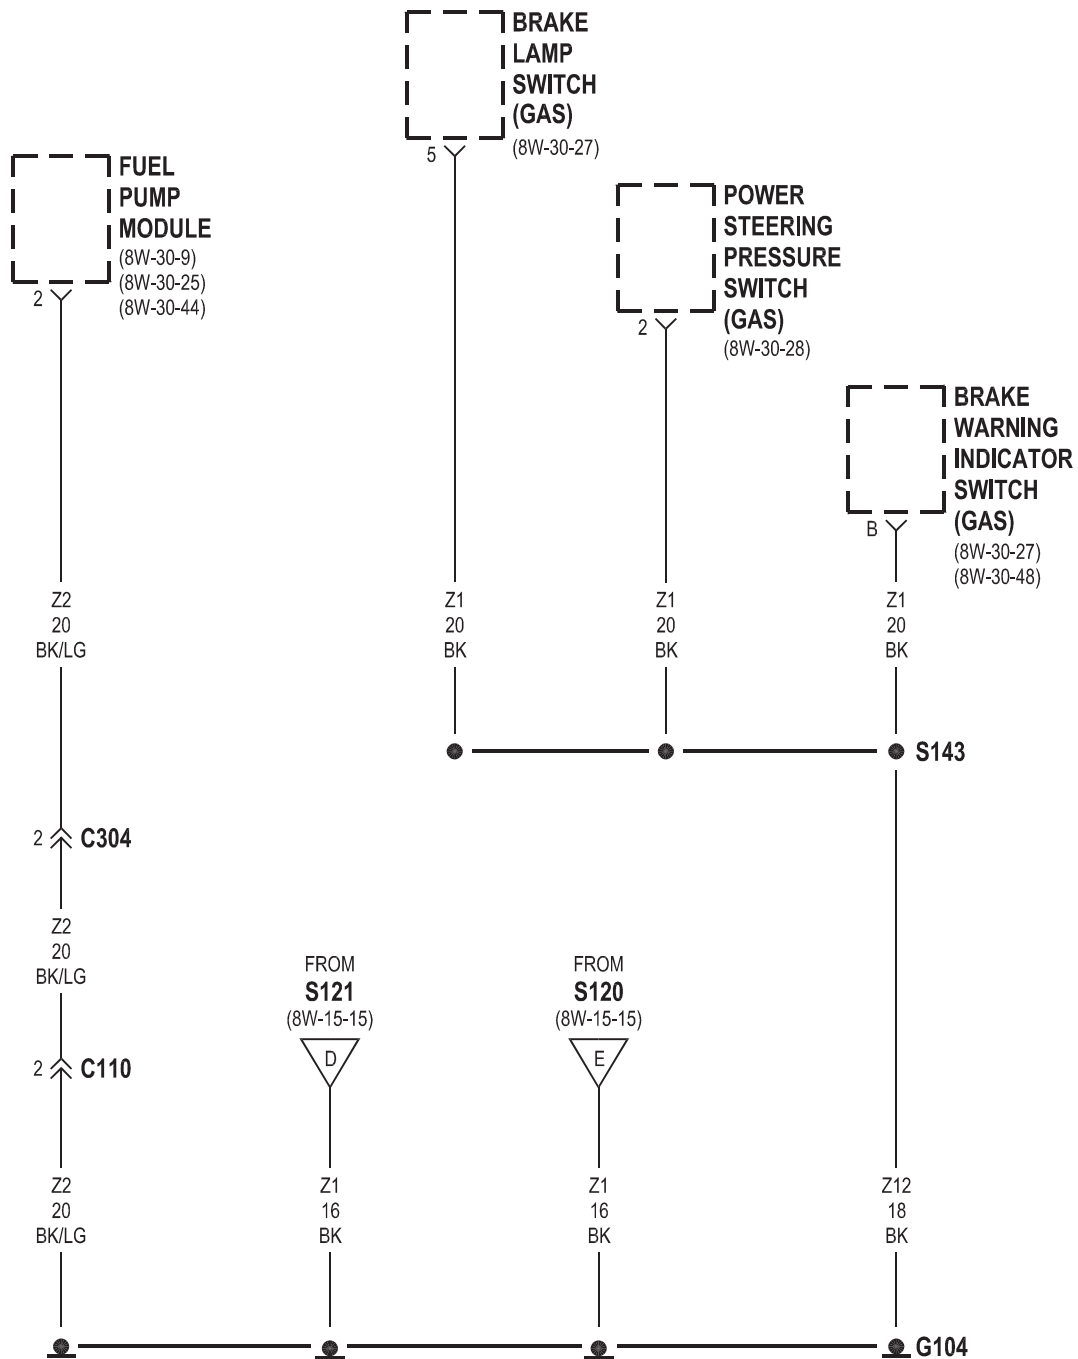 BRAKE
LAMP
SWITCH
(GAS)
(8W-30-27)
5
FUEL
PUMP
MODULE
(8W-30-9)
(8W-30-25)
(8W-30-44)
2
POWER
STEERING
PRESSURE
SWITCH
(GAS)
(8W-30-28)
2
BRAKE
WARNING
INDICATOR
SWITCH
(GAS)
(8W-30-27)
(8W-30-48)
B
Z2
20
BK/LG
Z1
20
BK
Z1
20
BK
Z1
20
BK
S143
2
C304
Z2
20
BK/LG
FROM
S121
(8W-15-15)
D
FROM
S120
(8W-15-15)
E
2
C110
Z2
20
BK/LG
Z1
16
BK
Z1
16
BK
Z12
18
BK
G104